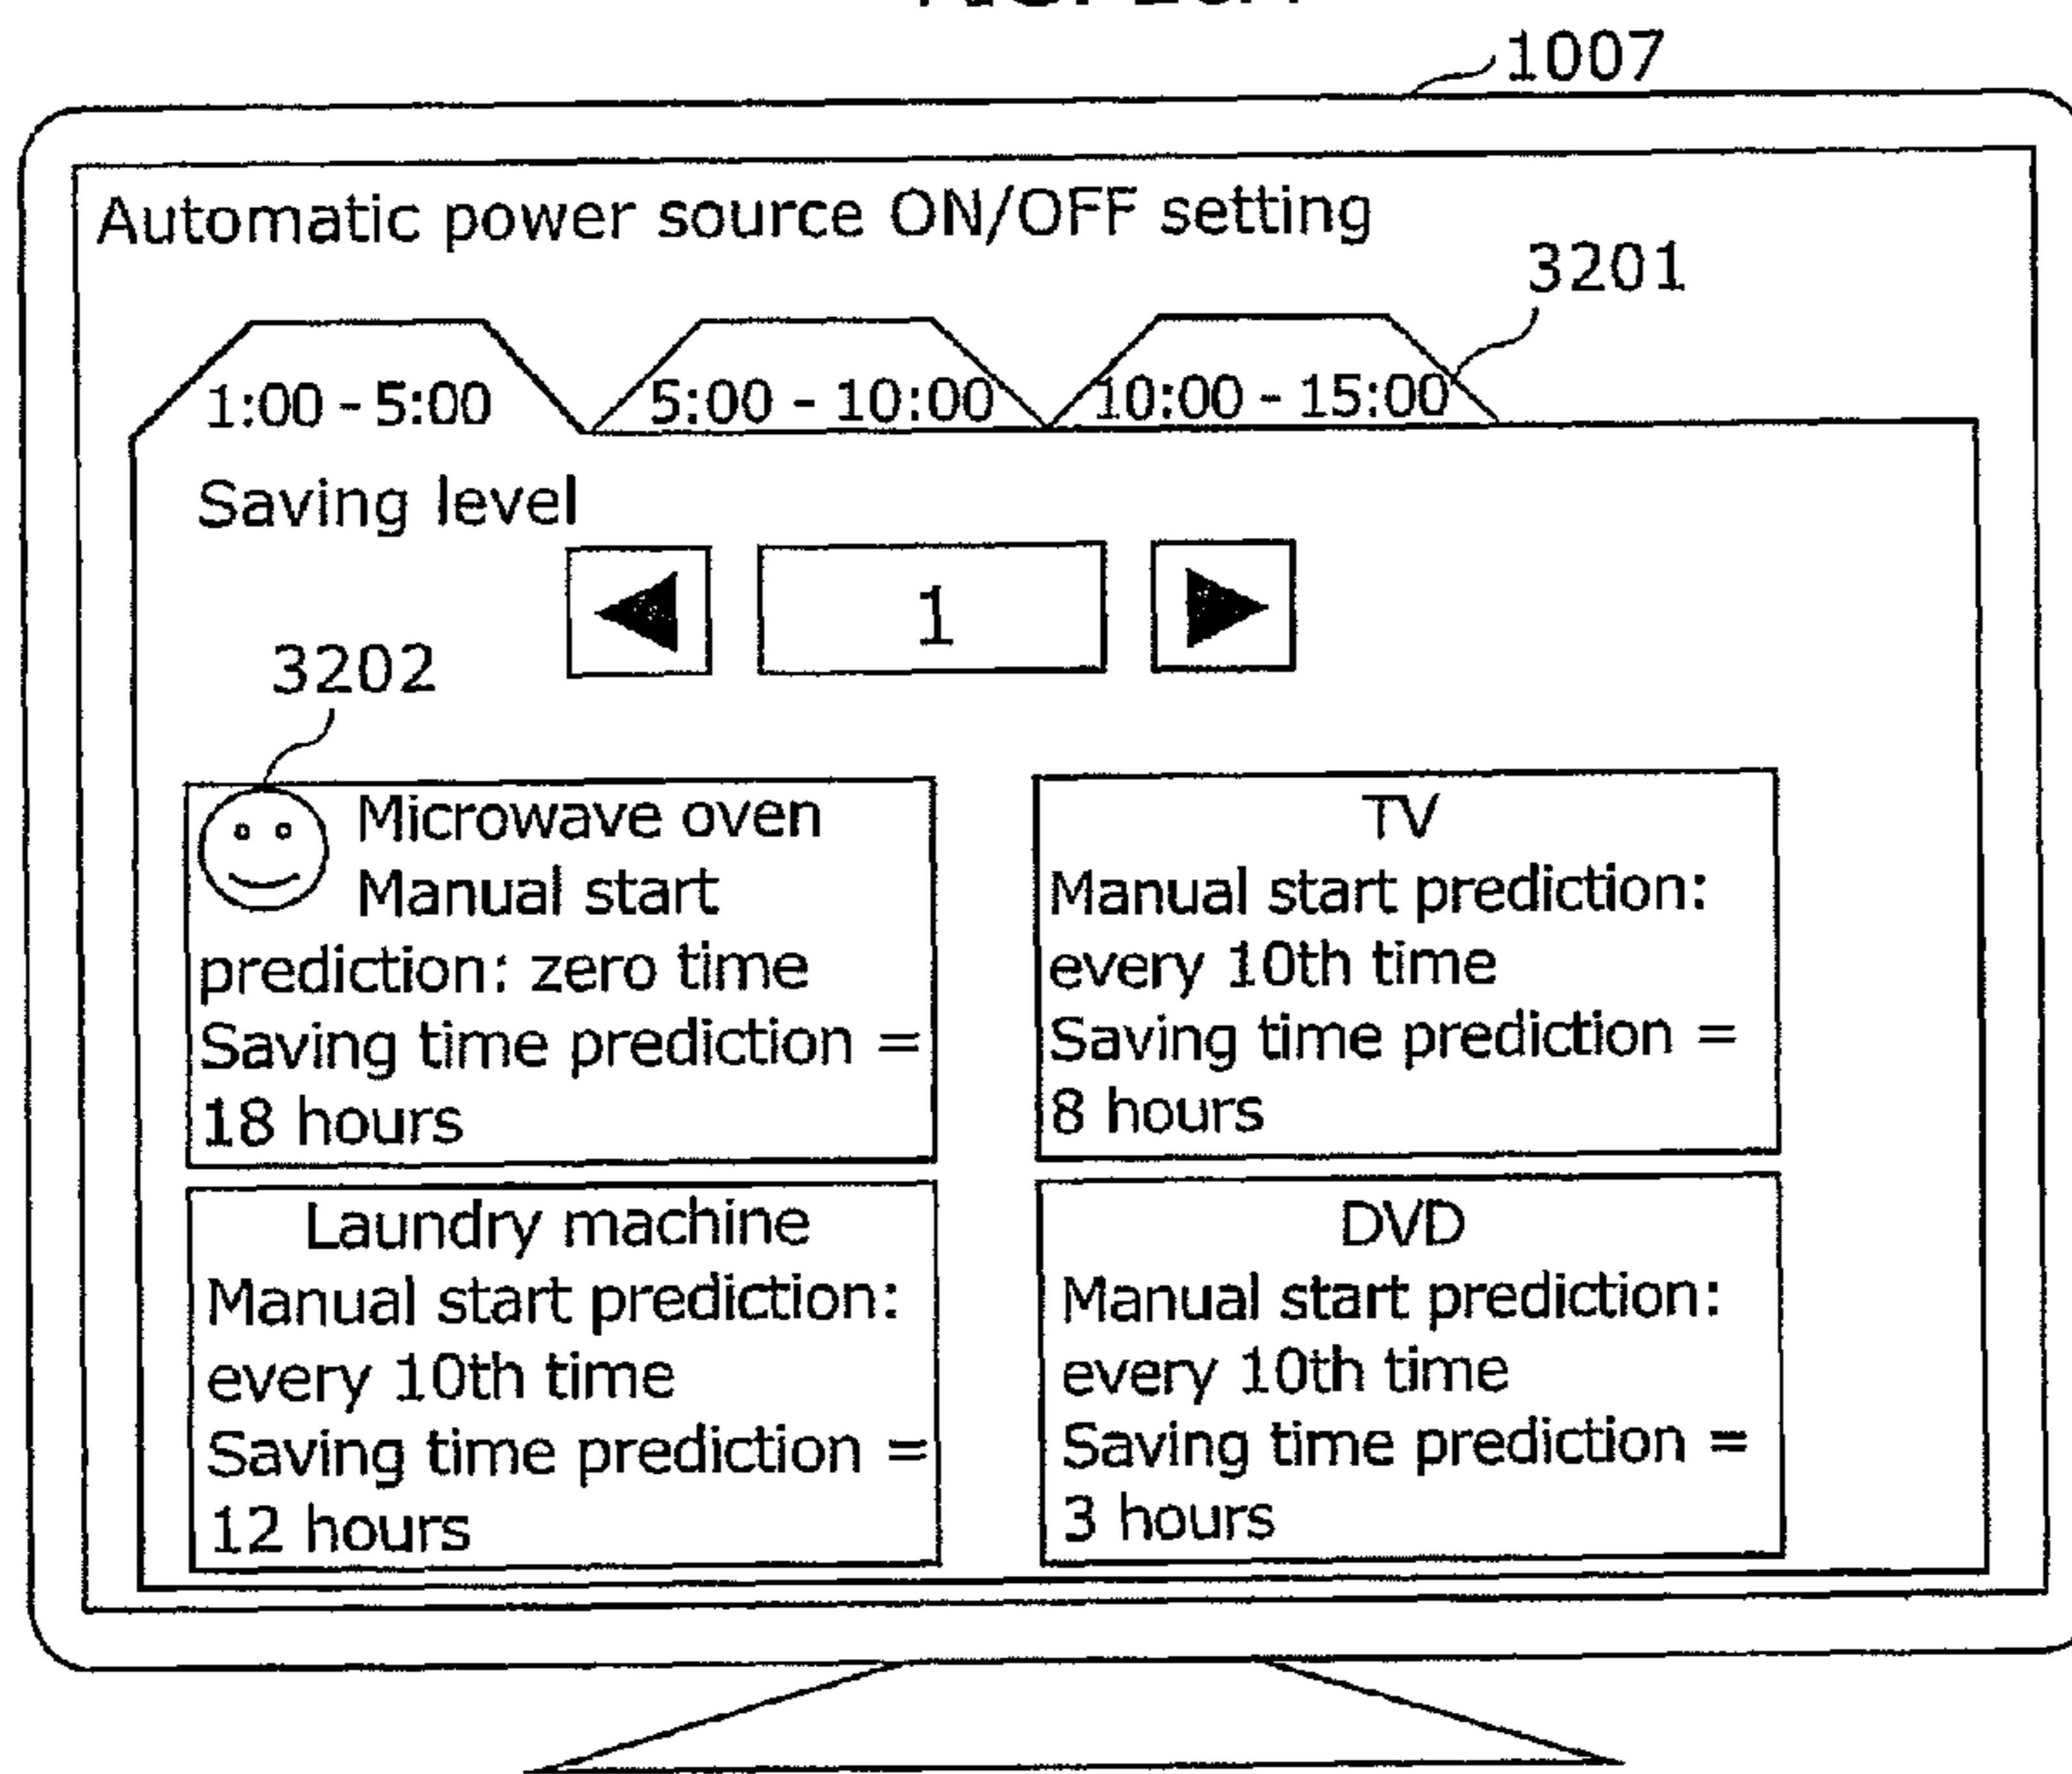 1007
Automatic power source ON/OFF setting
3201
1:00 - 5:00
5:00 - 10:00
10:00 - 15:00
Saving level
1
3202
Microwave oven
Manual start
prediction: zero time
Saving time prediction =
18 hours
TV
Manual start prediction:
every 10th time
Saving time prediction =
8 hours
Laundry machine
Manual start prediction:
every 10th time
Saving time prediction =
12 hours
DVD
Manual start prediction:
every 10th time
Saving time prediction =
3 hours